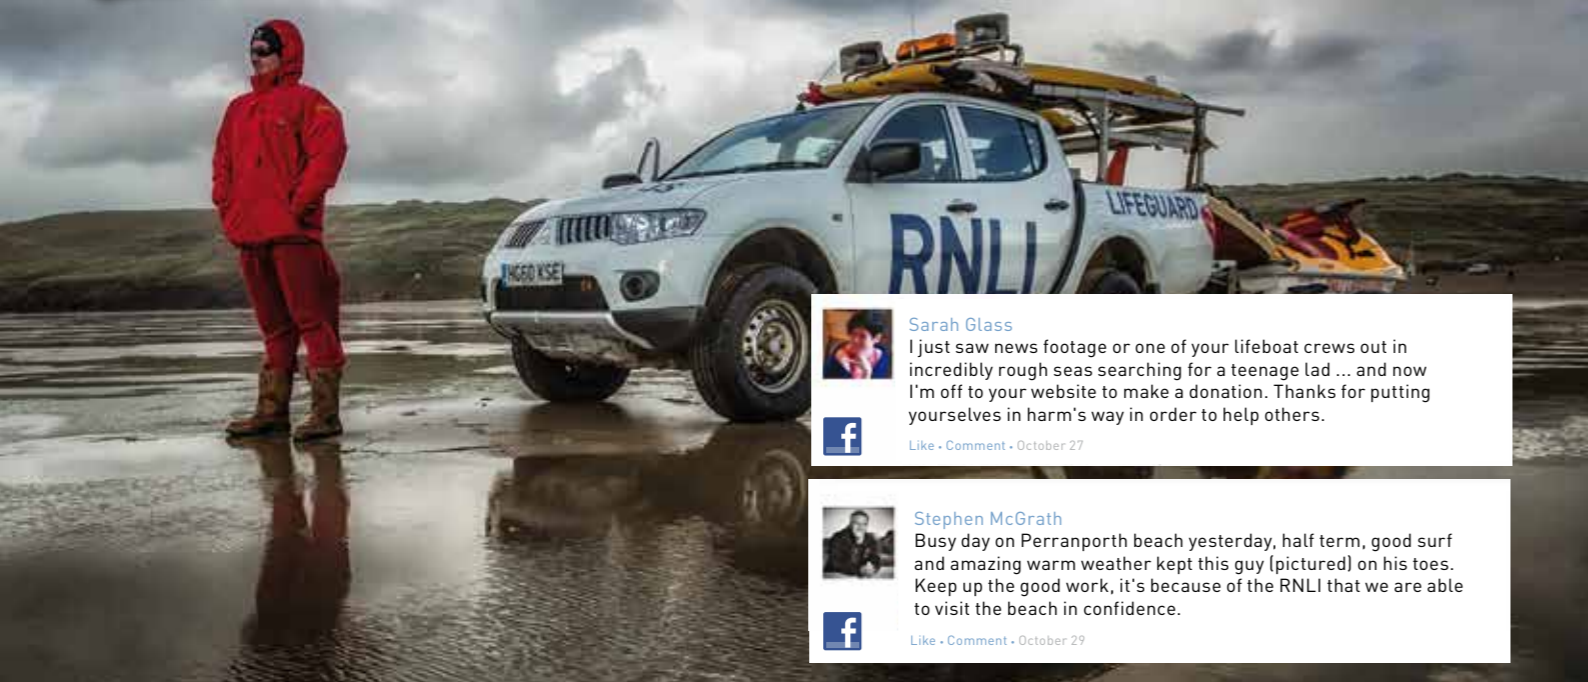 HG60 KSE
RNLI
LIFEGUARD
Sarah Glass
I just saw news footage or one of your lifeboat crews out in
incredibly rough seas searching for a teenage lad ... and now
I'm off to your website to make a donation. Thanks for putting
yourselves in harm's way in order to help others.
Like • Comment • October 27
Stephen McGrath
Busy day on Perranporth beach yesterday, half term, good surf
and amazing warm weather kept this guy (pictured) on his toes.
Keep up the good work, it's because of the RNLI that we are able
to visit the beach in confidence.
Like • Comment • October 29